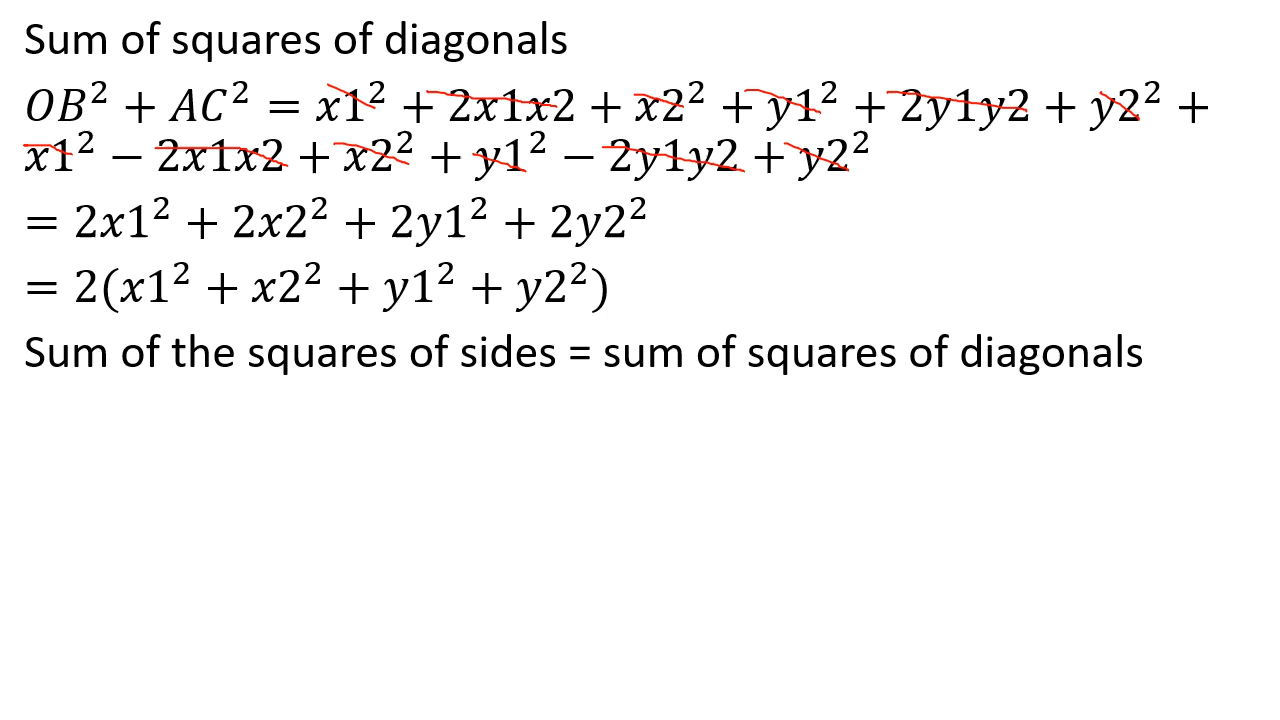 Sum of squares of diagonals
OB² + AC² = x1² + 2x1x2 + x2² + y1² + 2y1y2 + y2² +
x1² − 2x1x2 + x2² + y1² − 2y1y2 + y2²
= 2x1² + 2x2² + 2y1² + 2y2²
= 2(x1² + x2² + y1² + y2²)
Sum of the squares of sides = sum of squares of diagonals